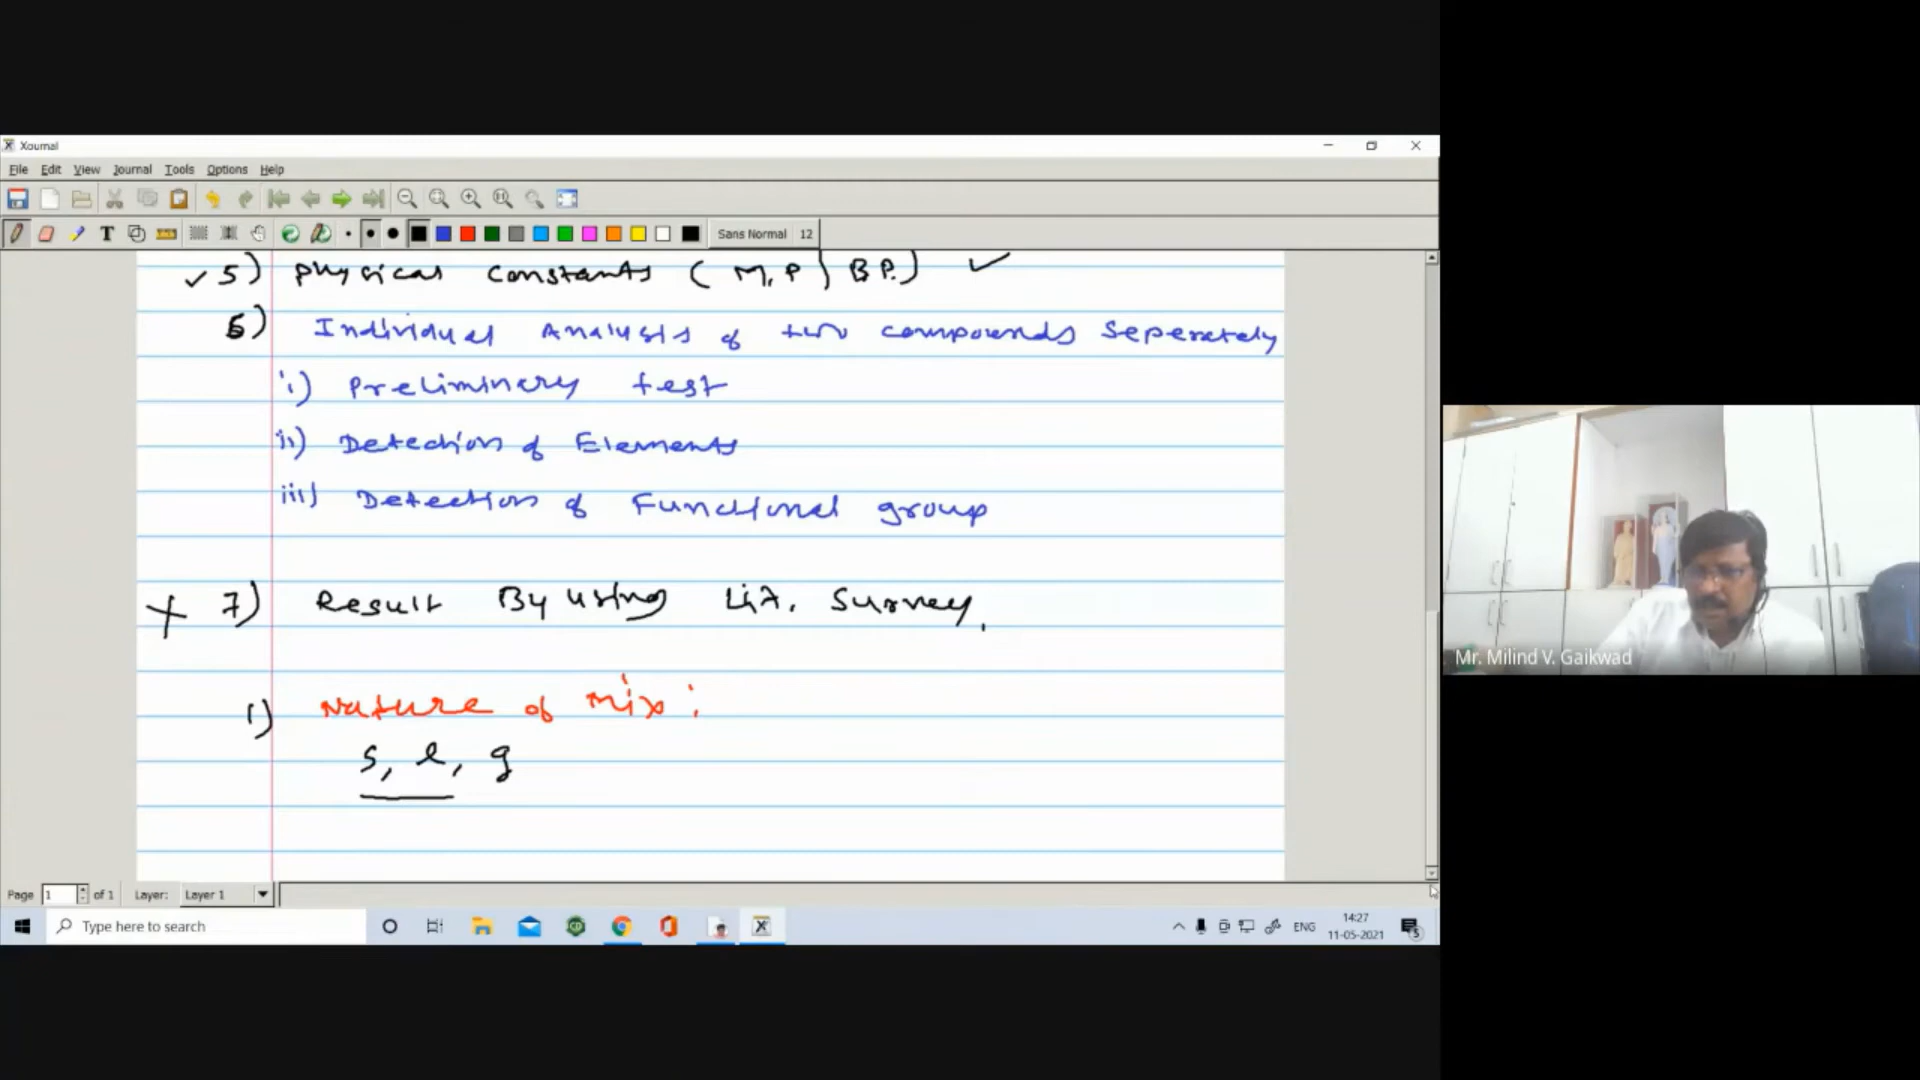 Xournal
File Edit View Journal Tools Options Help
Sans Normal 12
✓ 5) Physical Constants ( M.P / B P. ) ✓
6) Individual Analysis of two compounds Seperately
i) Preliminary test
ii) Detection of Elements
iii) Detection of Functional group
7) Result By using Lit. Survey.
1) Nature of Mix :
s, l, g
Mr. Milind V. Gaikwad
Page 1 of 1 Layer: Layer 1
Type here to search
ENG
14:27
11-05-2021
5